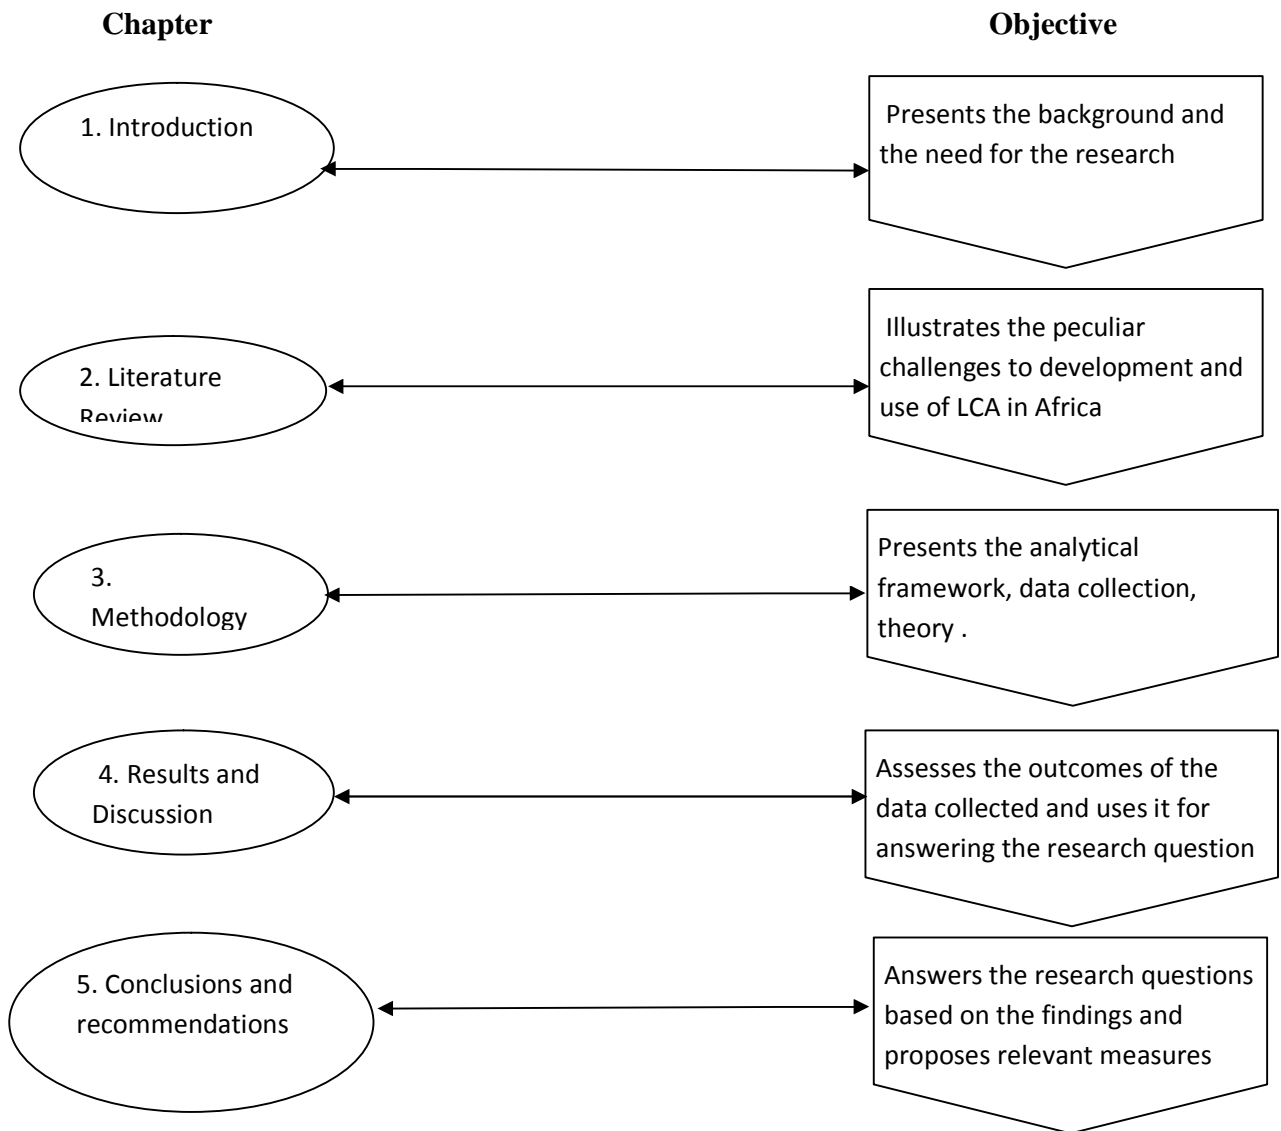 Chapter
Objective
1. Introduction
Presents the background and
the need for the research
2. Literature
Review
Illustrates the peculiar
challenges to development and
use of LCA in Africa
3.
Methodology
Presents the analytical
framework, data collection,
theory .
4. Results and
Discussion
Assesses the outcomes of the
data collected and uses it for
answering the research question
5. Conclusions and
recommendations
Answers the research questions
based on the findings and
proposes relevant measures